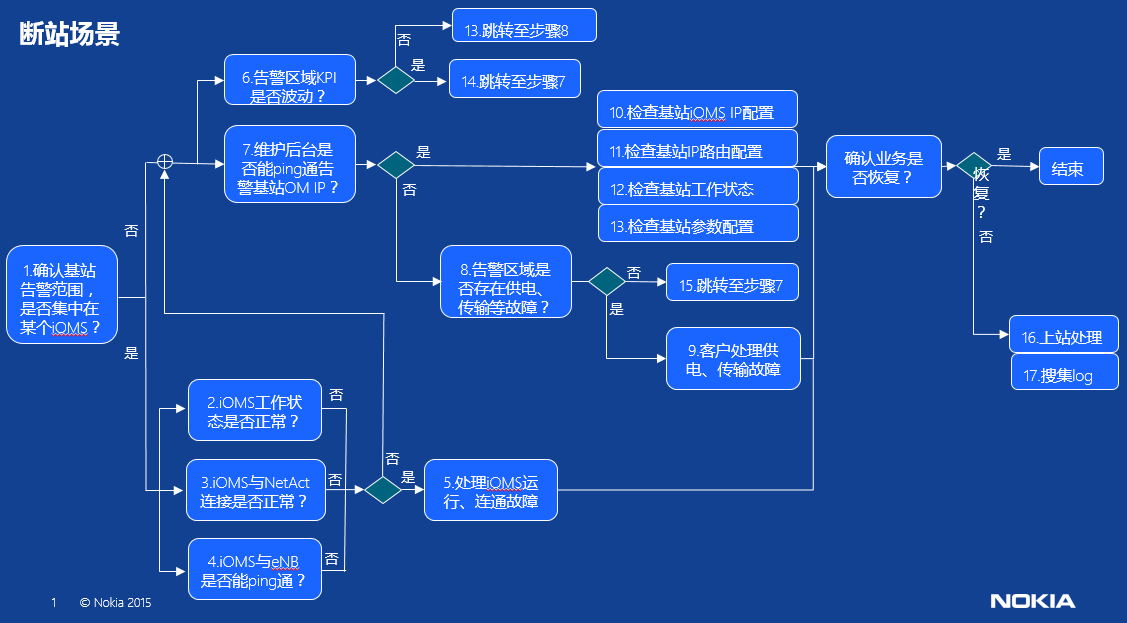 断站场景
否
13.跳转至步骤8
6.告警区域KPI
是否波动？
是
14.跳转至步骤7
10.检查基站iOMS IP配置
7.维护后台是
否能ping通告
警基站OM IP？
是
否
11.检查基站IP路由配置
12.检查基站工作状态
13.检查基站参数配置
确认业务是
否恢复？
恢
复
？
是
结束
否
否
1.确认基站
告警范围，
是否集中在
某个iOMS？
是
8.告警区域是
否存在供电、
传输等故障？
否
15.跳转至步骤7
是
9.客户处理供
电、传输故障
16.上站处理
17.搜集log
2.iOMS工作状
态是否正常？
否
3.iOMS与NetAct
连接是否正常？
否
否
是
5.处理iOMS运
行、连通故障
4.iOMS与eNB
是否能ping通？
否
1 © Nokia 2015
NOKIA